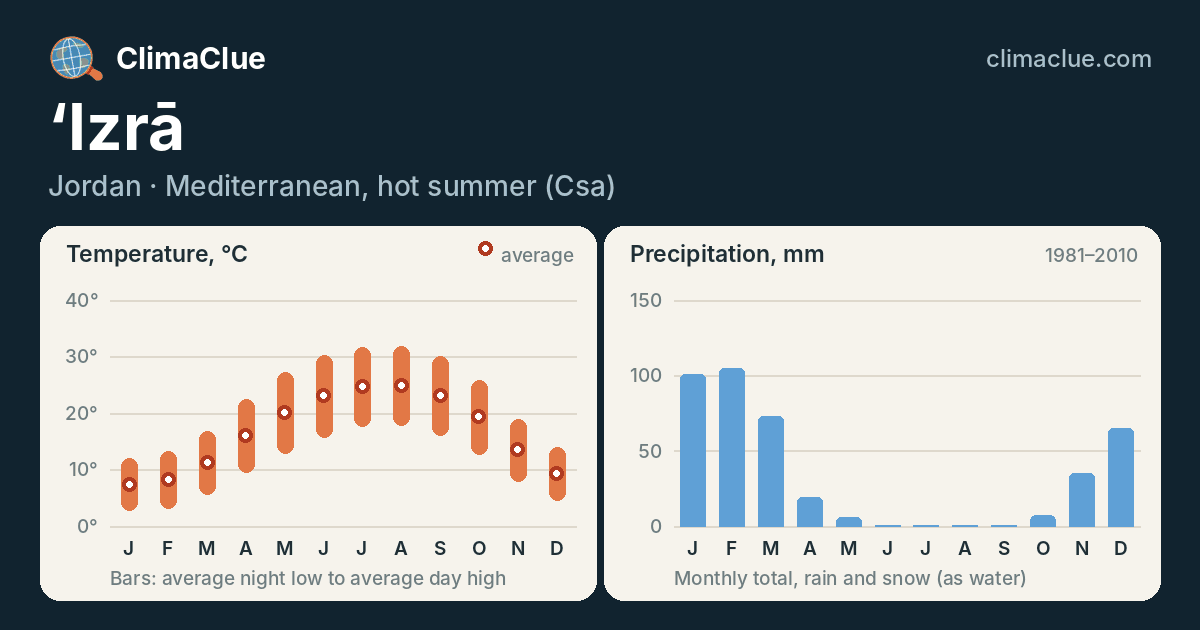 ClimaClue
climaclue.com
‘Izrā
Jordan · Mediterranean, hot summer (Csa)
Temperature, °C
average
40°
30°
20°
10°
0°
J F M A M J J A S O N D
Bars: average night low to average day high
Precipitation, mm
1981–2010
150
100
50
0
J F M A M J J A S O N D
Monthly total, rain and snow (as water)